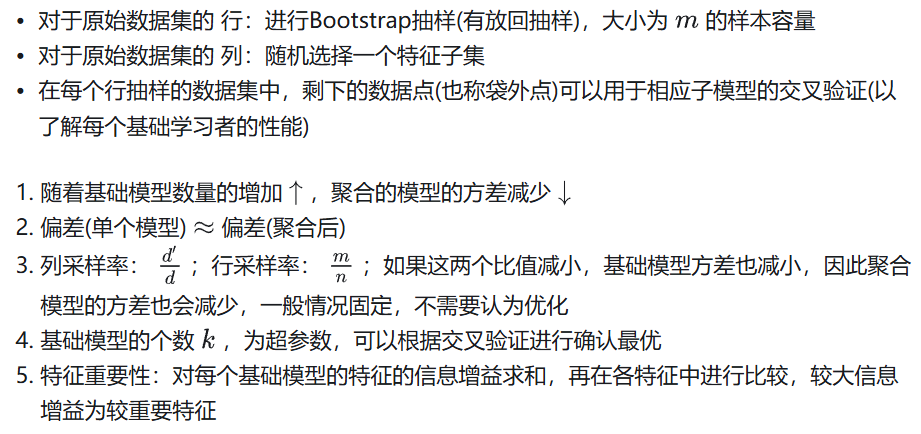 • 对于原始数据集的 行：进行Bootstrap抽样(有放回抽样)，大小为 m 的样本容量
• 对于原始数据集的 列：随机选择一个特征子集
• 在每个行抽样的数据集中，剩下的数据点(也称袋外点)可以用于相应子模型的交叉验证(以
了解每个基础学习者的性能)
1. 随着基础模型数量的增加 ↑ ，聚合的模型的方差减少 ↓
2. 偏差(单个模型) ≈ 偏差(聚合后)
3. 列采样率： d′/d ；行采样率： m/n ；如果这两个比值减小，基础模型方差也减小，因此聚合
模型的方差也会减少，一般情况固定，不需要认为优化
4. 基础模型的个数 k ，为超参数，可以根据交叉验证进行确认最优
5. 特征重要性：对每个基础模型的特征的信息增益求和，再在各特征中进行比较，较大信息
增益为较重要特征